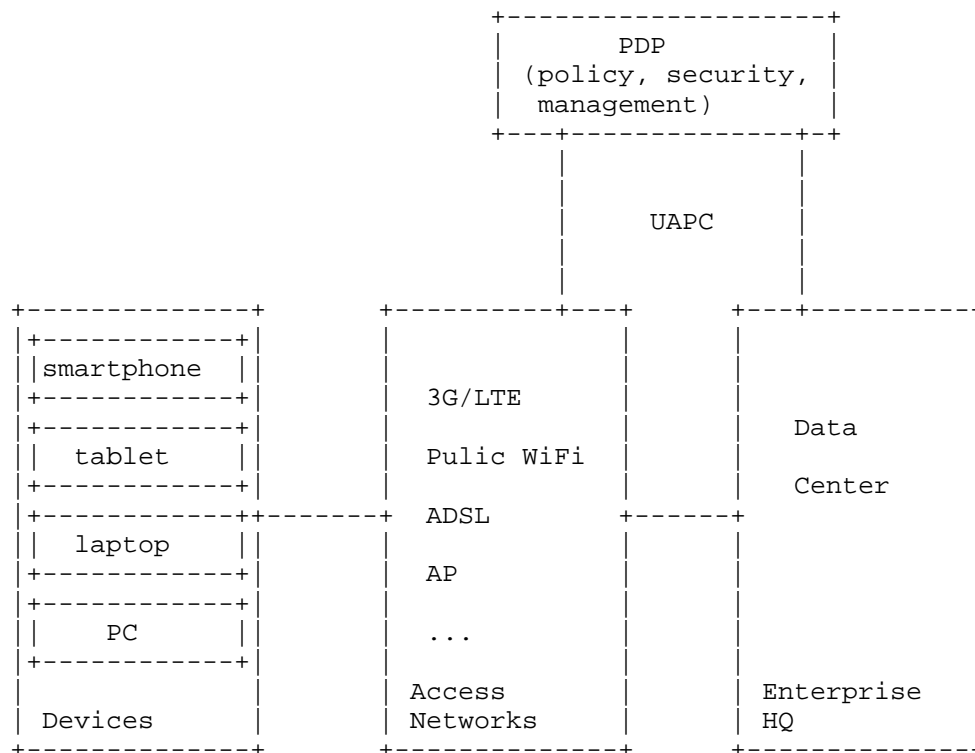 PDP
(policy, security,
management)
UAPC
smartphone
tablet
laptop
PC
Devices
3G/LTE
Pulic WiFi
ADSL
AP
...
Access
Networks
Data
Center
Enterprise
HQ